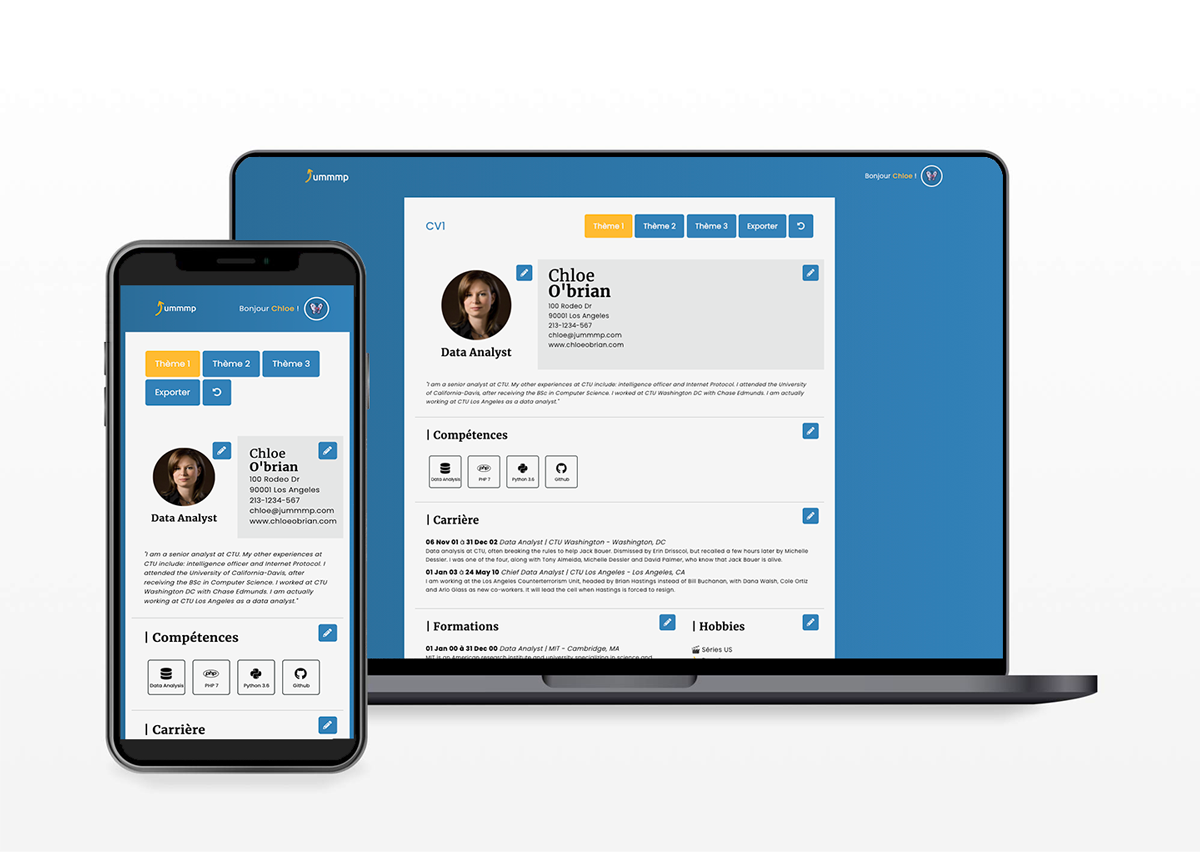 Jummmp
Bonjour Chloe !
CV1
Thème 1
Thème 2
Thème 3
Exporter
Chloe
O'brian
100 Rodeo Dr
90001 Los Angeles
213-1234-567
chloe@jummmp.com
www.chloeobrian.com
Data Analyst
"I am a senior analyst at CTU. My other experiences at CTU include: intelligence officer and Internet Protocol. I attended the University
of California-Davis, after receiving the BSc in Computer Science. I worked at CTU Washington DC with Chase Edmunds. I am actually
working at CTU Los Angeles as a data analyst."
| Compétences
Data Analysis
PHP 7
Python 3.6
Github
| Carrière
06 Nov 01 à 31 Dec 02 Data Analyst | CTU Washington - Washington, DC
Data analysis at CTU, often breaking the rules to help Jack Bauer. Dismissed by Erin Driscol, but recalled a few hours later by Michelle
Dessler. I was one of the four, along with Tony Almeida, Michelle Dessler and David Palmer, who know that Jack Bauer is alive.
01 Jan 03 à 24 May 10 Chief Data Analyst | CTU Los Angeles - Los Angeles, CA
I am working at the Los Angeles Counterterrorism Unit, headed by Brian Hastings instead of Bill Buchanan, with Dana Walsh, Cole Ortiz
and Arlo Glass as new co-workers. It will lead the cell when Hastings is forced to resign.
| Formations
01 Jan 00 à 31 Dec 00 Data Analyst | MIT - Cambridge, MA
MIT is an American research institute and university specializing in science and
| Hobbies
Séries US
Jummmp
Bonjour Chloe !
Thème 1
Thème 2
Thème 3
Exporter
Chloe
O'brian
100 Rodeo Dr
90001 Los Angeles
213-1234-567
chloe@jummmp.com
www.chloeobrian.com
Data Analyst
"I am a senior analyst at CTU. My other experiences at
CTU include: intelligence officer and Internet Protocol. I
attended the University of California-Davis, after
receiving the BSc in Computer Science. I worked at CTU
Washington DC with Chase Edmunds. I am actually
working at CTU Los Angeles as a data analyst."
| Compétences
Data Analysis
PHP 7
Python 3.6
Github
| Carrière